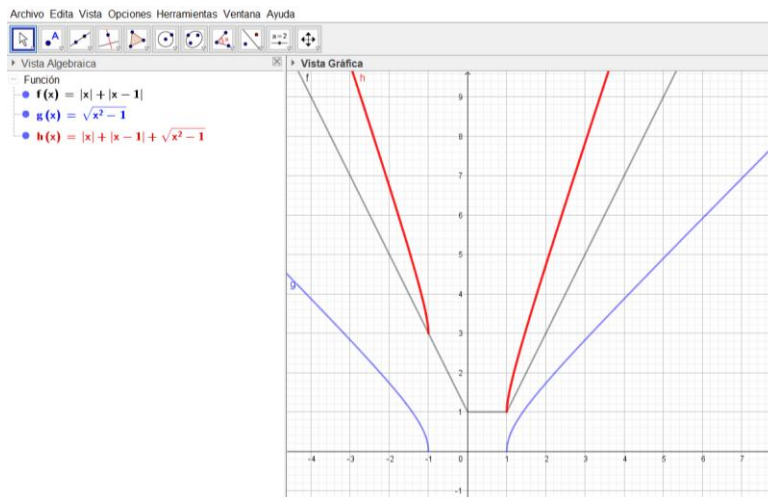 Archivo Edita Vista Opciones Herramientas Ventana Ayuda
A
a=2
Vista Algebraica
Vista Gráfica
Función
f(x) = |x| + |x − 1|
g(x) = √(x² − 1)
h(x) = |x| + |x − 1| + √(x² − 1)
f
h
g
9
8
7
6
5
4
3
2
1
-4 -3 -2 -1 0 1 2 3 4 5 6 7
-1